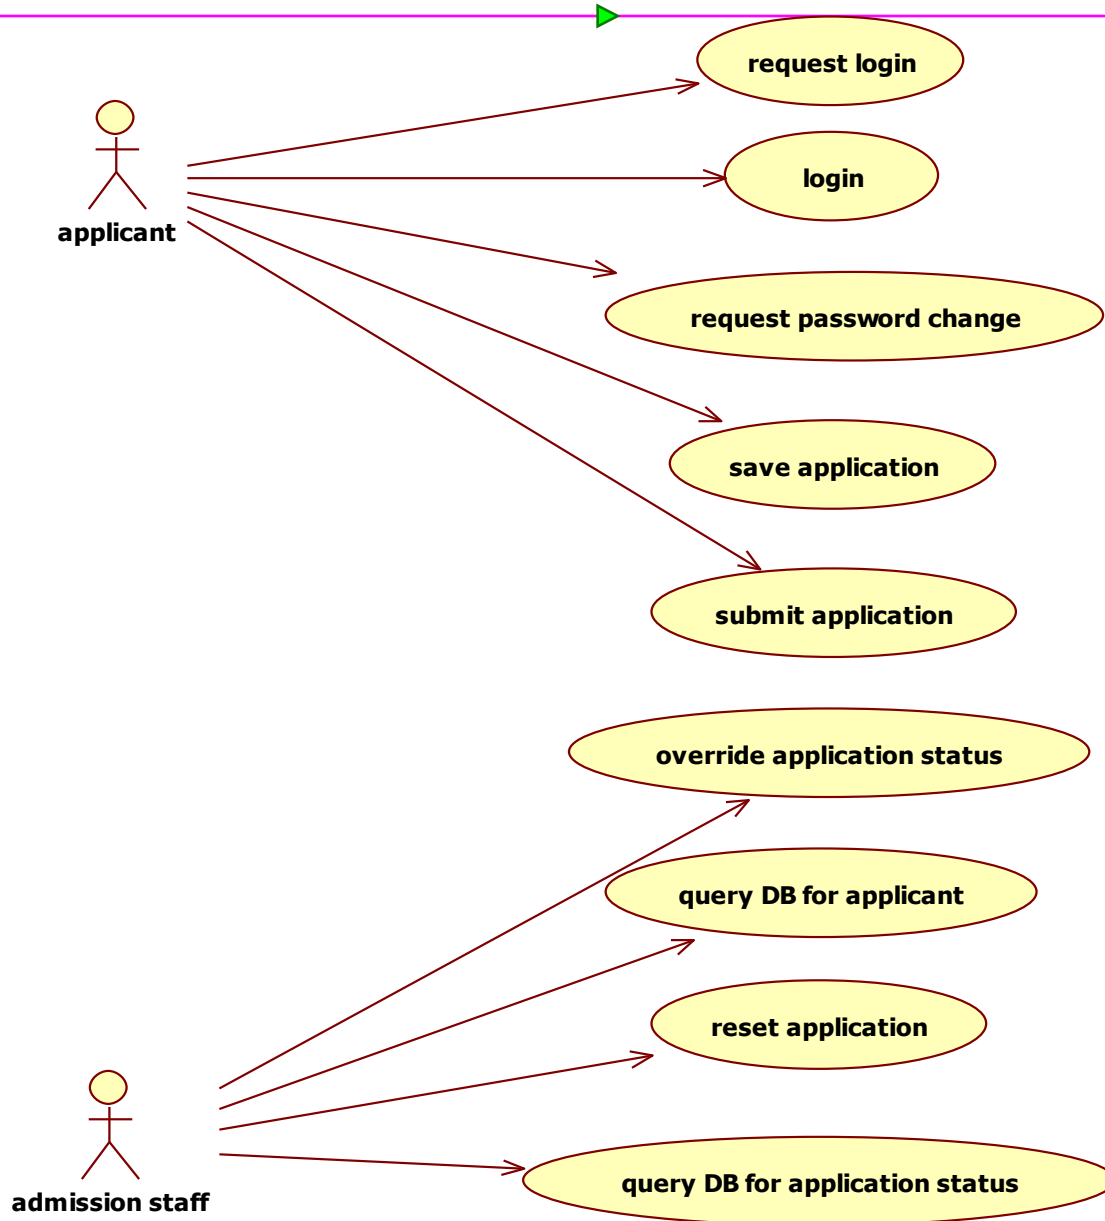 request login
login
applicant
request password change
save application
submit application
override application status
query DB for applicant
reset application
query DB for application status
admission staff